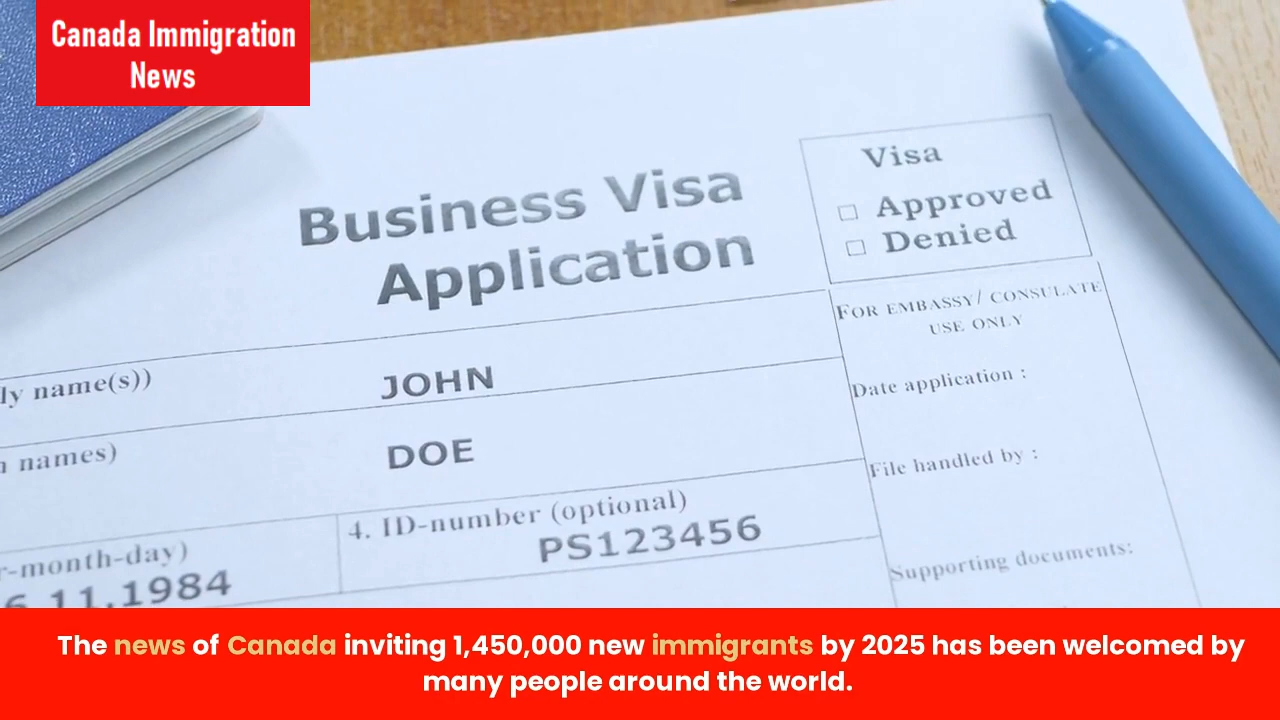 Canada Immigration
News
Business Visa
Application
Visa
Approved
Denied
FOR EMBASSY/ CONSULATE
USE ONLY
ly name(s))
JOHN
Date application :
names)
DOE
File handled by :
4. ID-number (optional)
PS123456
-month-day)
11.1984
Supporting documents:
The news of Canada inviting 1,450,000 new immigrants by 2025 has been welcomed by
many people around the world.